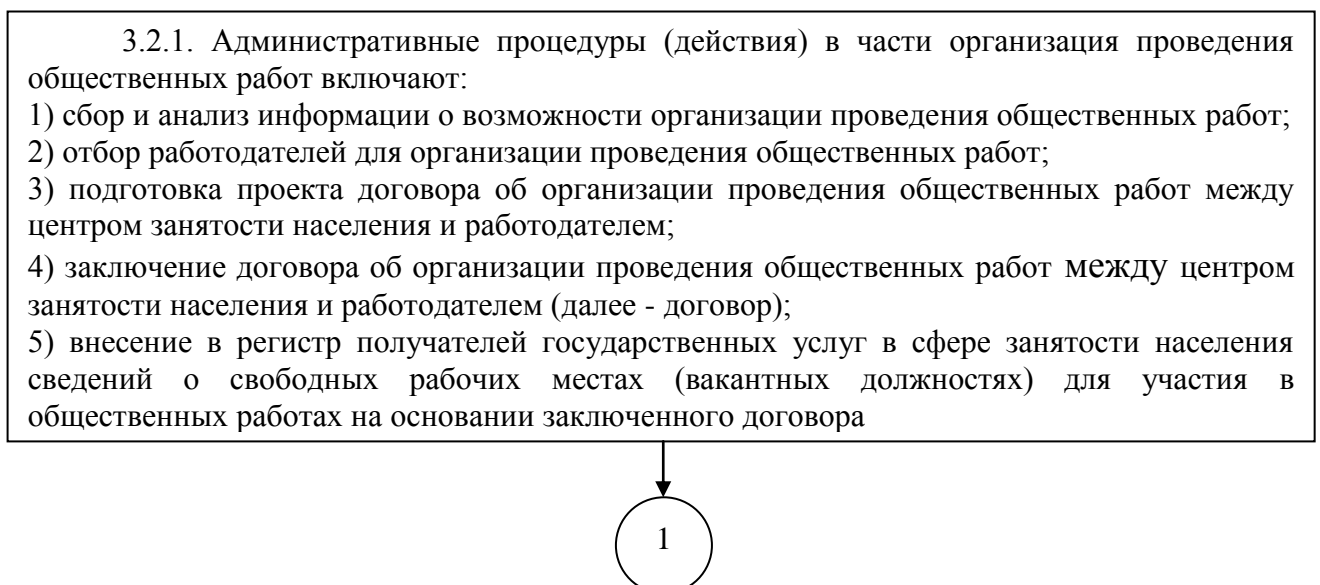 3.2.1. Административные процедуры (действия) в части организация проведения
общественных работ включают:
1) сбор и анализ информации о возможности организации проведения общественных работ;
2) отбор работодателей для организации проведения общественных работ;
3) подготовка проекта договора об организации проведения общественных работ между
центром занятости населения и работодателем;
4) заключение договора об организации проведения общественных работ между центром
занятости населения и работодателем (далее - договор);
5) внесение в регистр получателей государственных услуг в сфере занятости населения
сведений о свободных рабочих местах (вакантных должностях) для участия в
общественных работах на основании заключенного договора
1